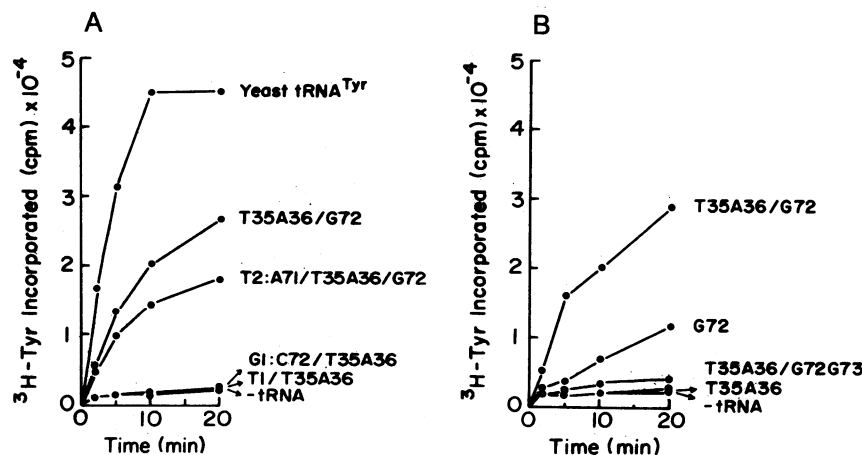 A
³H-Tyr Incorporated (cpm) x 10⁻⁴
5
4
3
2
1
0
0
10
20
Time (min)
Yeast tRNA^Tyr
T35A36/G72
T2:A71/T35A36/G72
G1:C72/T35A36
T1/T35A36
-tRNA
B
³H-Tyr Incorporated (cpm) x 10⁻⁴
5
4
3
2
1
0
0
10
20
Time (min)
T35A36/G72
G72
T35A36/G72G73
T35A36
-tRNA